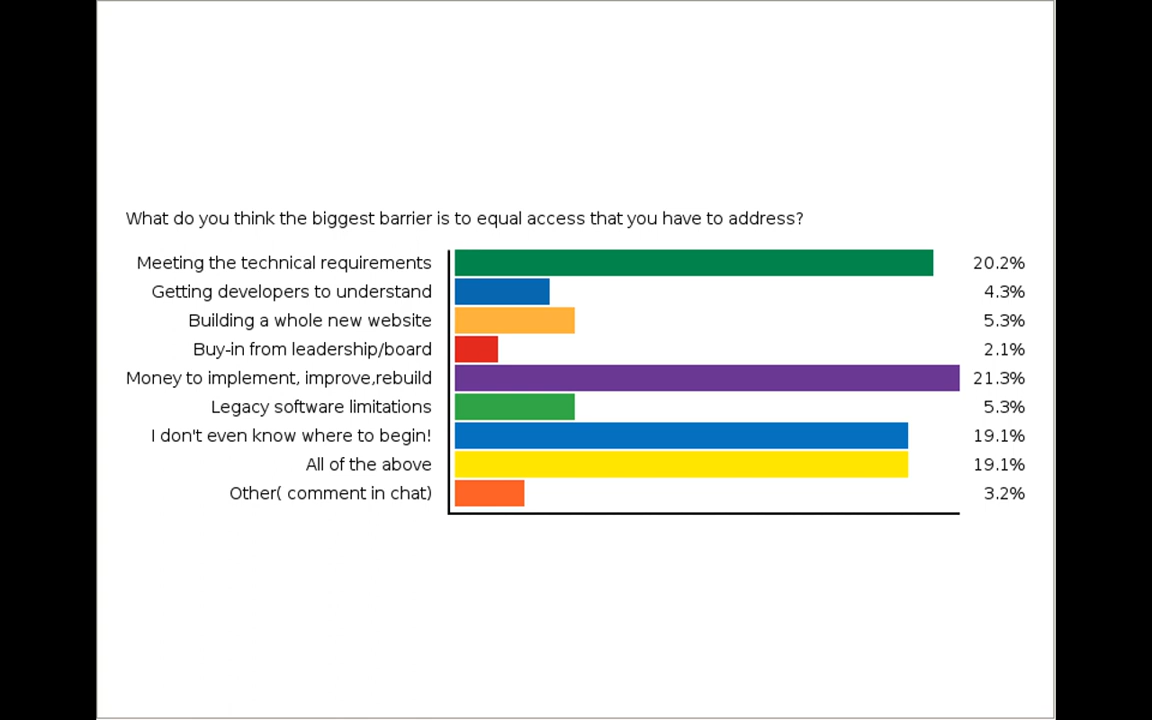 What do you think the biggest barrier is to equal access that you have to address?
Meeting the technical requirements 20.2%
Getting developers to understand 4.3%
Building a whole new website 5.3%
Buy-in from leadership/board 2.1%
Money to implement, improve,rebuild 21.3%
Legacy software limitations 5.3%
I don't even know where to begin! 19.1%
All of the above 19.1%
Other( comment in chat) 3.2%